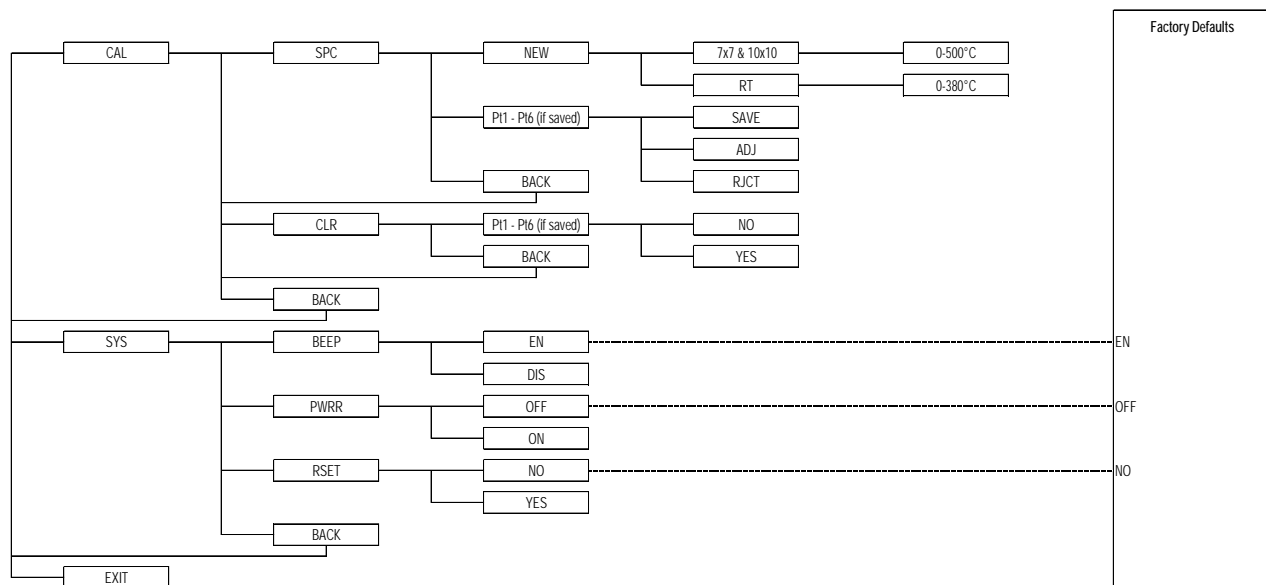 Factory Defaults
CAL SPC NEW 7x7 & 10x10 0-500°C
RT 0-380°C
Pt1 - Pt6 (if saved) SAVE
ADJ
BACK RJCT
CLR Pt1 - Pt6 (if saved) NO
BACK YES
BACK
SYS BEEP EN EN
DIS
PWRR OFF OFF
ON
RSET NO NO
YES
BACK
EXIT